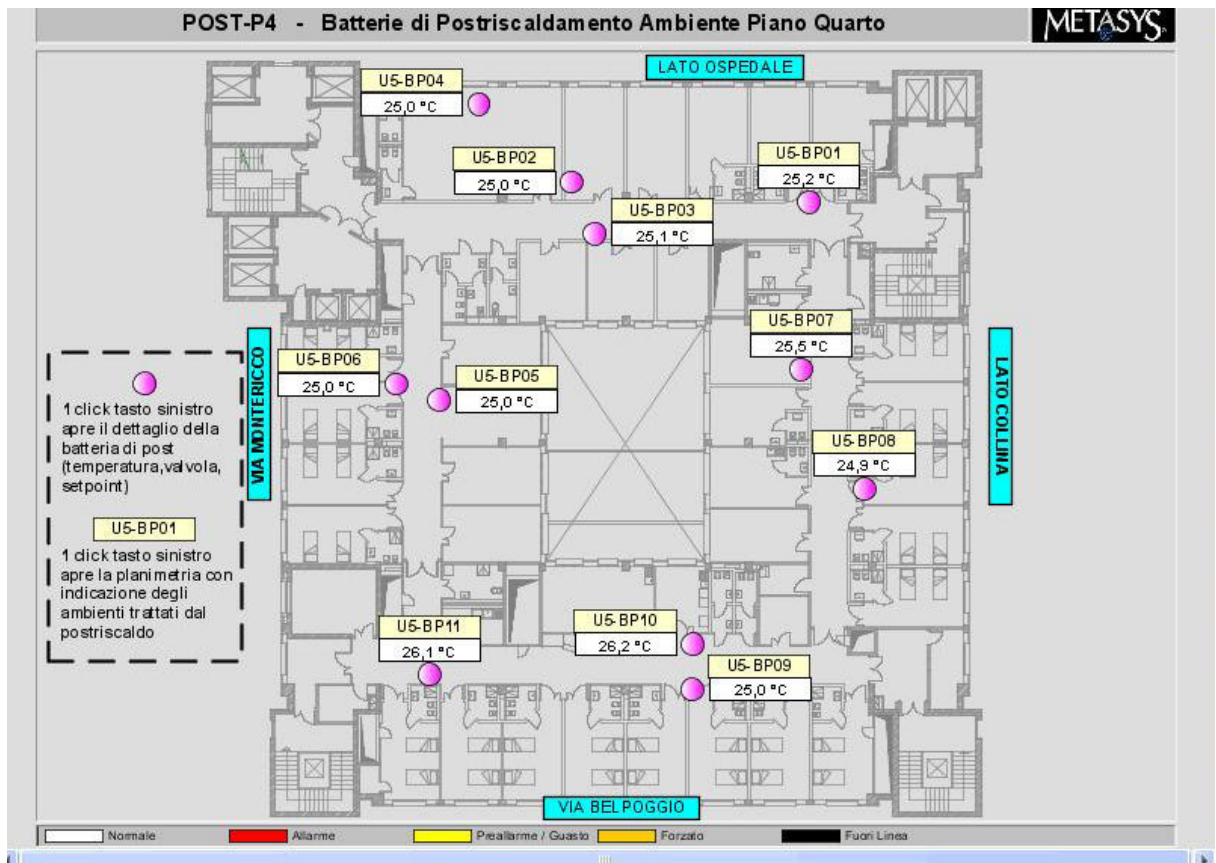 POST-P4 - Batterie di Postriscaldamento Ambiente Piano Quarto
METASYS
LATO OSPEDALE
U5-BP04
25,0 °C
U5-BP02
25,0 °C
U5-BP01
25,2 °C
U5-BP03
25,1 °C
U5-BP07
25,5 °C
U5-BP06
25,0 °C
U5-BP05
25,0 °C
VIA MONTERICCO
LATO COLLINA
1 click tasto sinistro
apre il dettaglio della
batteria di post
(temperatura,valvola,
setpoint)
U5-BP01
1 click tasto sinistro
apre la planimetria con
indicazione degli
ambienti trattati dal
postriscaldo
U5-BP08
24,9 °C
U5-BP11
26,1 °C
U5-BP10
26,2 °C
U5-BP09
25,0 °C
VIA BELPOGGIO
Normale
Allarme
Preallarme / Guasto
Forzato
Fuori Linea